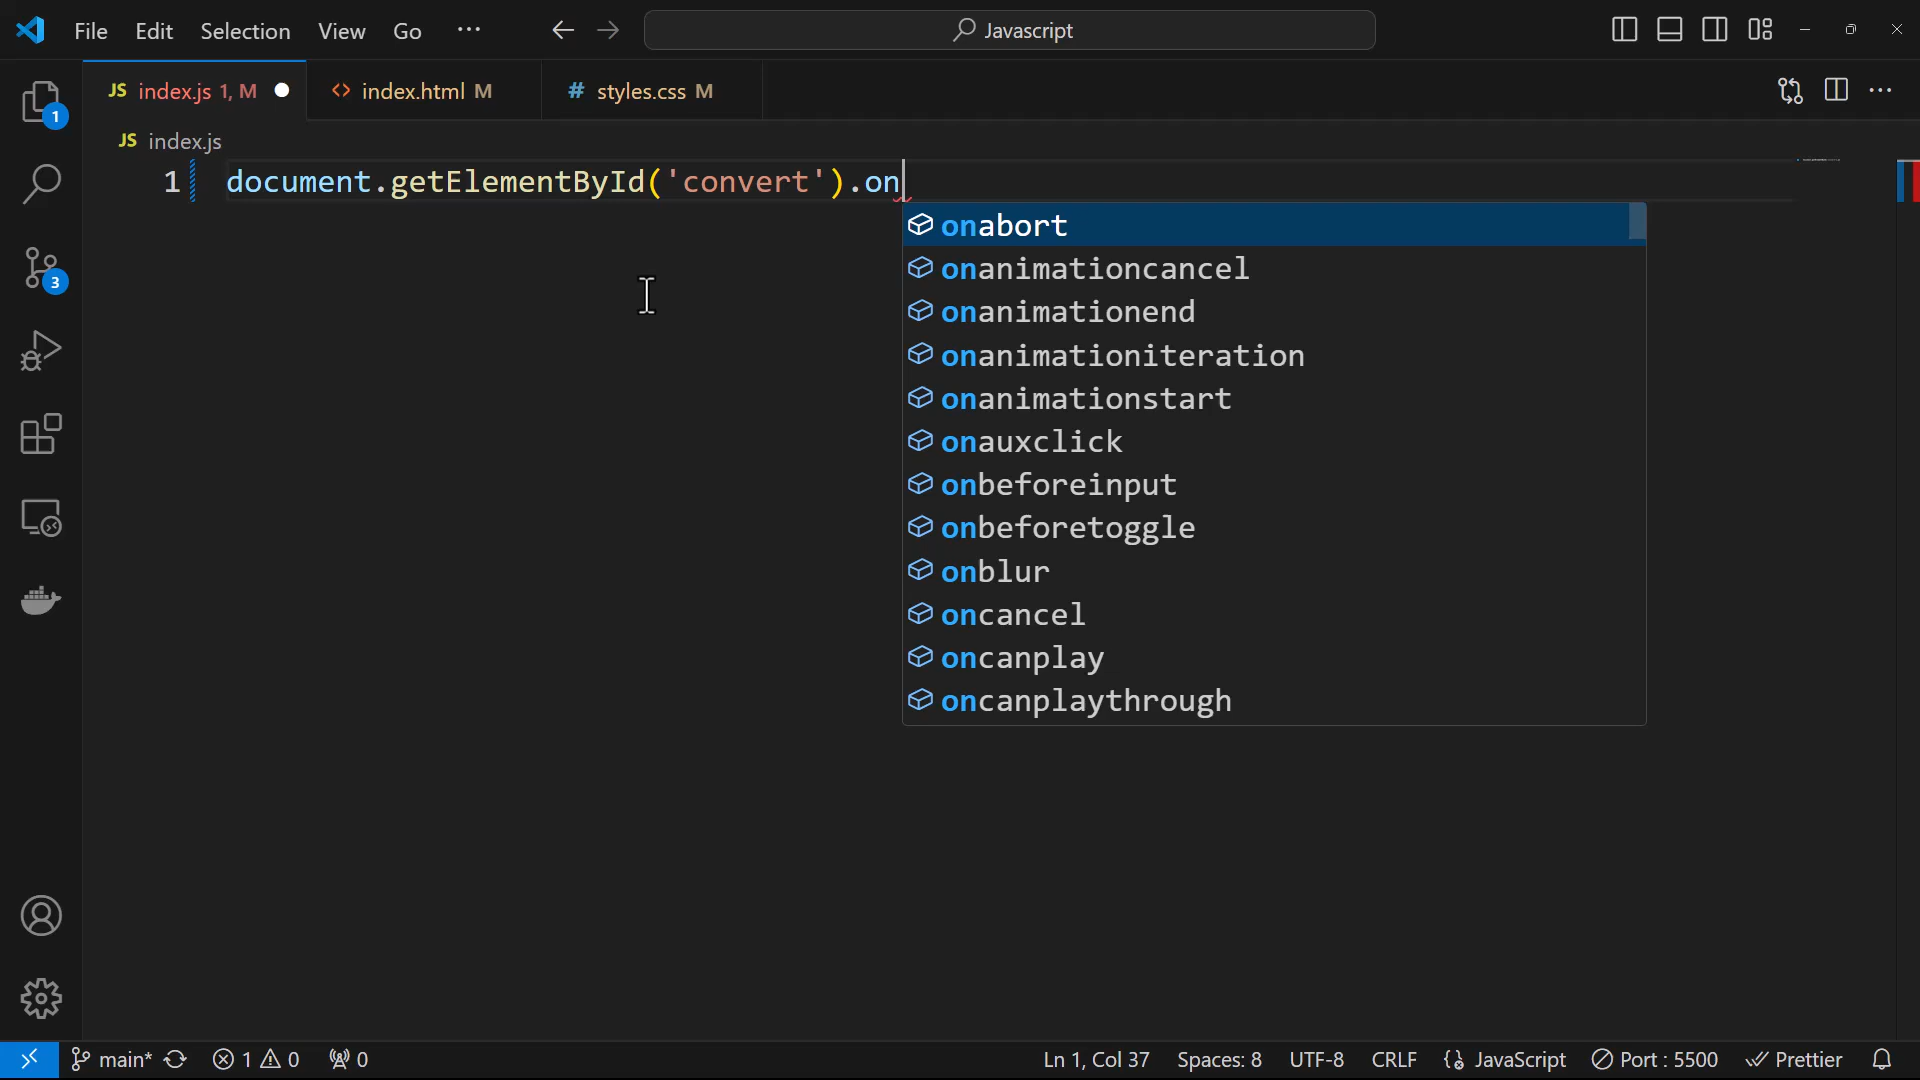 File Edit Selection View Go ··· Javascript
JS index.js 1, M ● <> index.html M # styles.css M
JS index.js
1 document.getElementById('convert').on
onabort
onanimationcancel
onanimationend
onanimationiteration
onanimationstart
onauxclick
onbeforeinput
onbeforetoggle
onblur
oncancel
oncanplay
oncanplaythrough
1
3
main* 1 0 0 Ln 1, Col 37 Spaces: 8 UTF-8 CRLF {} JavaScript Port : 5500 Prettier